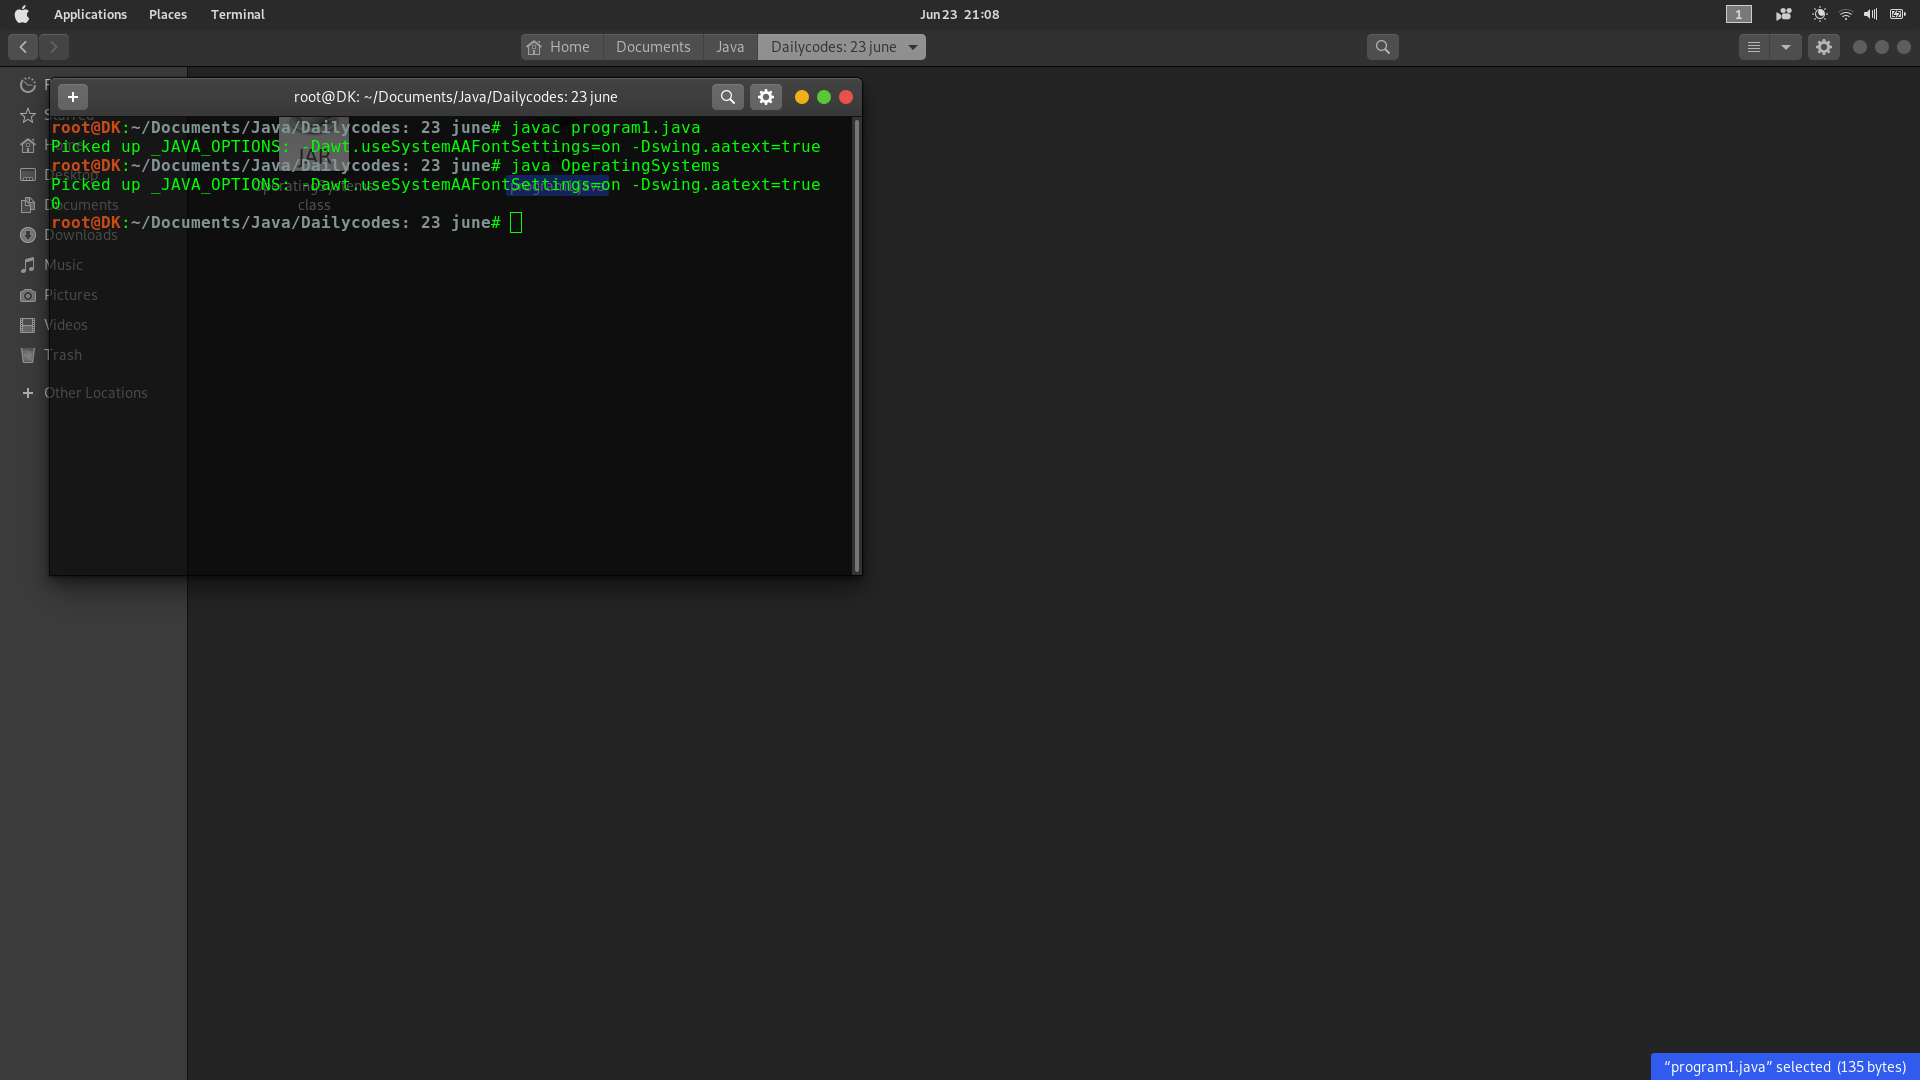 Applications Places Terminal Jun 23 21:08 1
Home Documents Java Dailycodes: 23 june
root@DK: ~/Documents/Java/Dailycodes: 23 june
root@DK:~/Documents/Java/Dailycodes: 23 june# javac program1.java
Picked up _JAVA_OPTIONS: -Dawt.useSystemAAFontSettings=on -Dswing.aatext=true
root@DK:~/Documents/Java/Dailycodes: 23 june# java OperatingSystems
Picked up _JAVA_OPTIONS: -Dawt.useSystemAAFontSettings=on -Dswing.aatext=true
0
root@DK:~/Documents/Java/Dailycodes: 23 june#
JAR
class
Desktop
Documents
Downloads
Music
Pictures
Videos
Trash
Other Locations
“program1.java” selected (135 bytes)